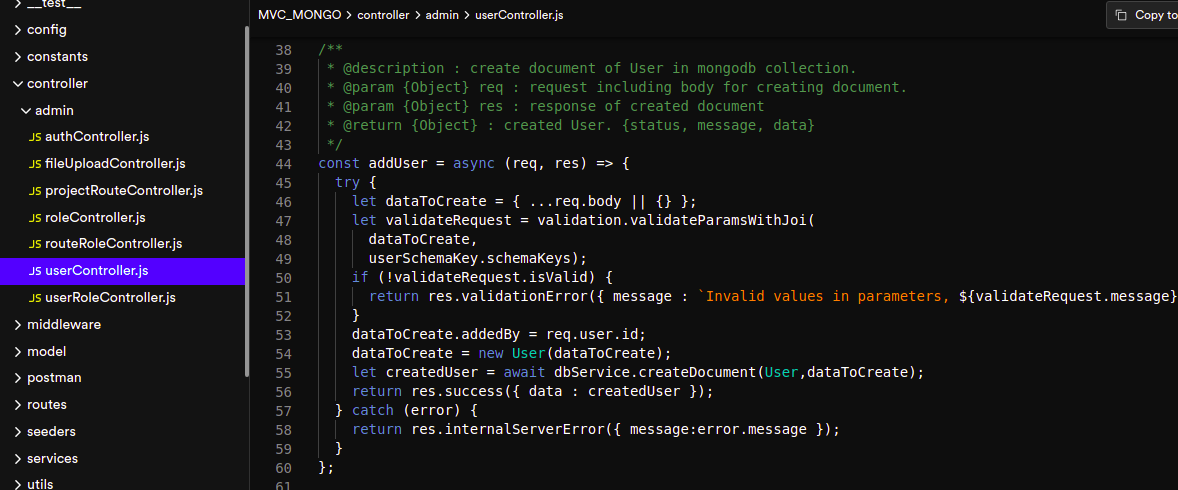 __test__
config
constants
controller
admin
JS authController.js
JS fileUploadController.js
JS projectRouteController.js
JS roleController.js
JS routeRoleController.js
JS userController.js
JS userRoleController.js
middleware
model
postman
routes
seeders
services
utils
MVC_MONGO > controller > admin > userController.js
Copy to
38 /**
39 * @description : create document of User in mongodb collection.
40 * @param {Object} req : request including body for creating document.
41 * @param {Object} res : response of created document
42 * @return {Object} : created User. {status, message, data}
43 */
44 const addUser = async (req, res) => {
45 try {
46 let dataToCreate = { ...req.body || {} };
47 let validateRequest = validation.validateParamsWithJoi(
48 dataToCreate,
49 userSchemaKey.schemaKeys);
50 if (!validateRequest.isValid) {
51 return res.validationError({ message : `Invalid values in parameters, ${validateRequest.message}
52 }
53 dataToCreate.addedBy = req.user.id;
54 dataToCreate = new User(dataToCreate);
55 let createdUser = await dbService.createDocument(User,dataToCreate);
56 return res.success({ data : createdUser });
57 } catch (error) {
58 return res.internalServerError({ message:error.message });
59 }
60 };
61